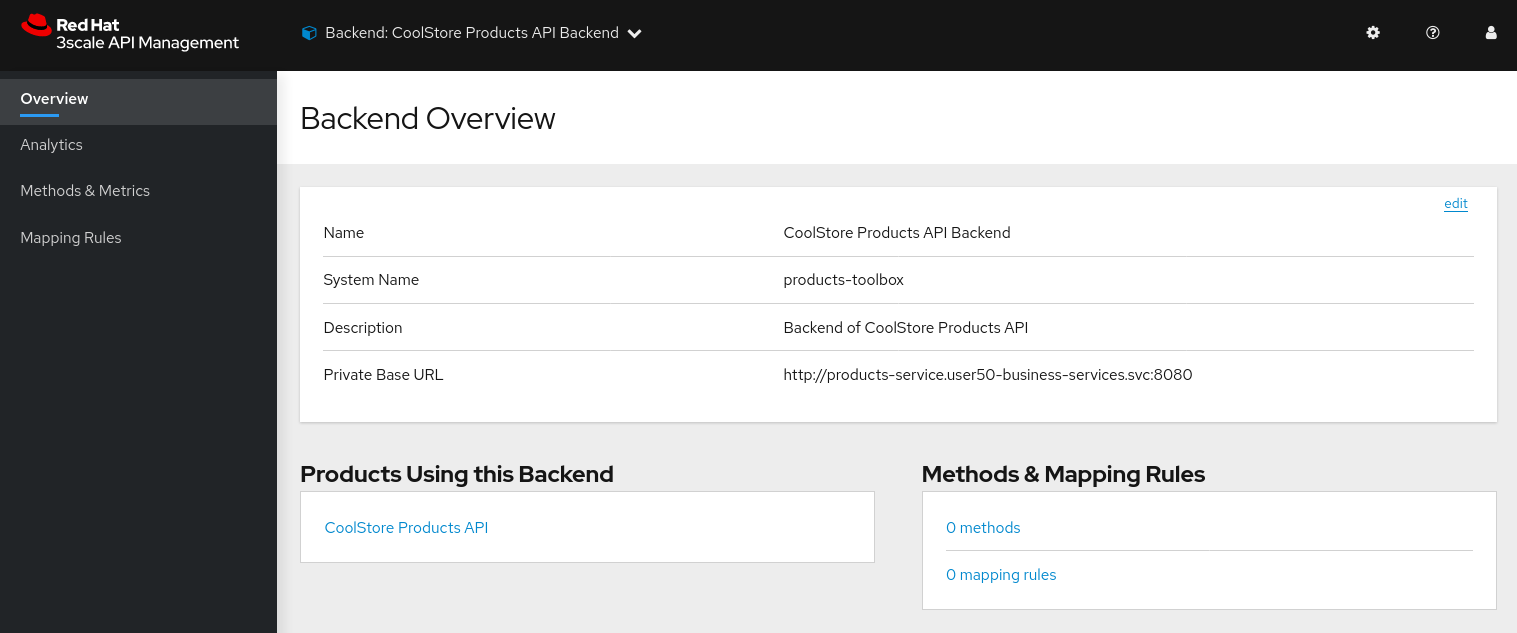 Red Hat
3scale API Management
Backend: CoolStore Products API Backend
Overview
Analytics
Methods & Metrics
Mapping Rules
Backend Overview
edit
Name CoolStore Products API Backend
System Name products-toolbox
Description Backend of CoolStore Products API
Private Base URL http://products-service.user50-business-services.svc:8080
Products Using this Backend
CoolStore Products API
Methods & Mapping Rules
0 methods
0 mapping rules